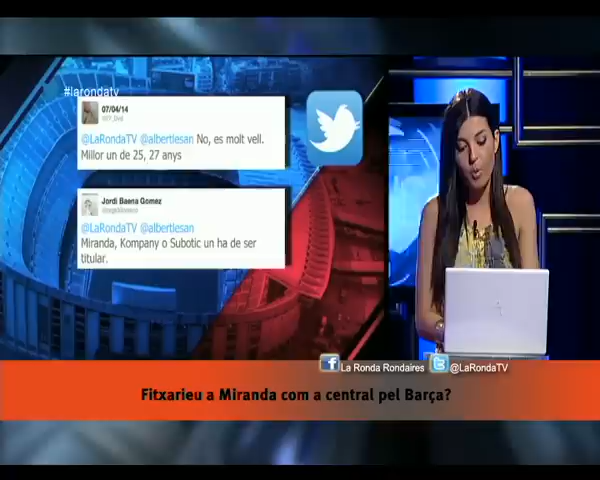 #larondatv
07/04/14
@LaRondaTV @albertlesan No, es molt vell.
Millor un de 25, 27 anys
Jordi Baena Gomez
@LaRondaTV @albertlesan
Miranda, Kompany o Subotic un ha de ser
titular.
La Ronda Rondaires
@LaRondaTV
Fitxarieu a Miranda com a central pel Barça?